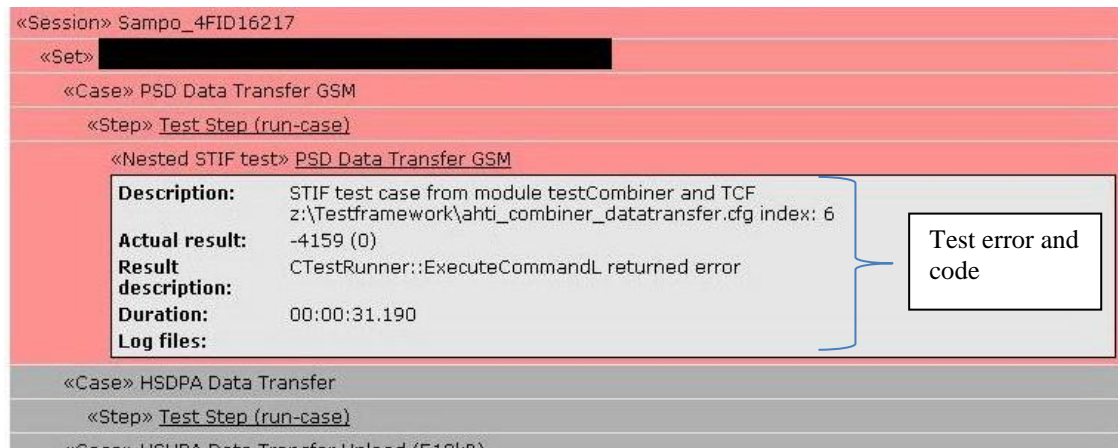 «Session» Sampo_4FID16217
«Set»
«Case» PSD Data Transfer GSM
«Step» Test Step (run-case)
«Nested STIF test» PSD Data Transfer GSM
Description: STIF test case from module testCombiner and TCF
z:\Testframework\ahti_combiner_datatransfer.cfg index: 6
Actual result: -4159 (0)
Result CTestRunner::ExecuteCommandL returned error
description:
Duration: 00:00:31.190
Log files:
Test error and
code
«Case» HSDPA Data Transfer
«Step» Test Step (run-case)
Data Transfer Upload